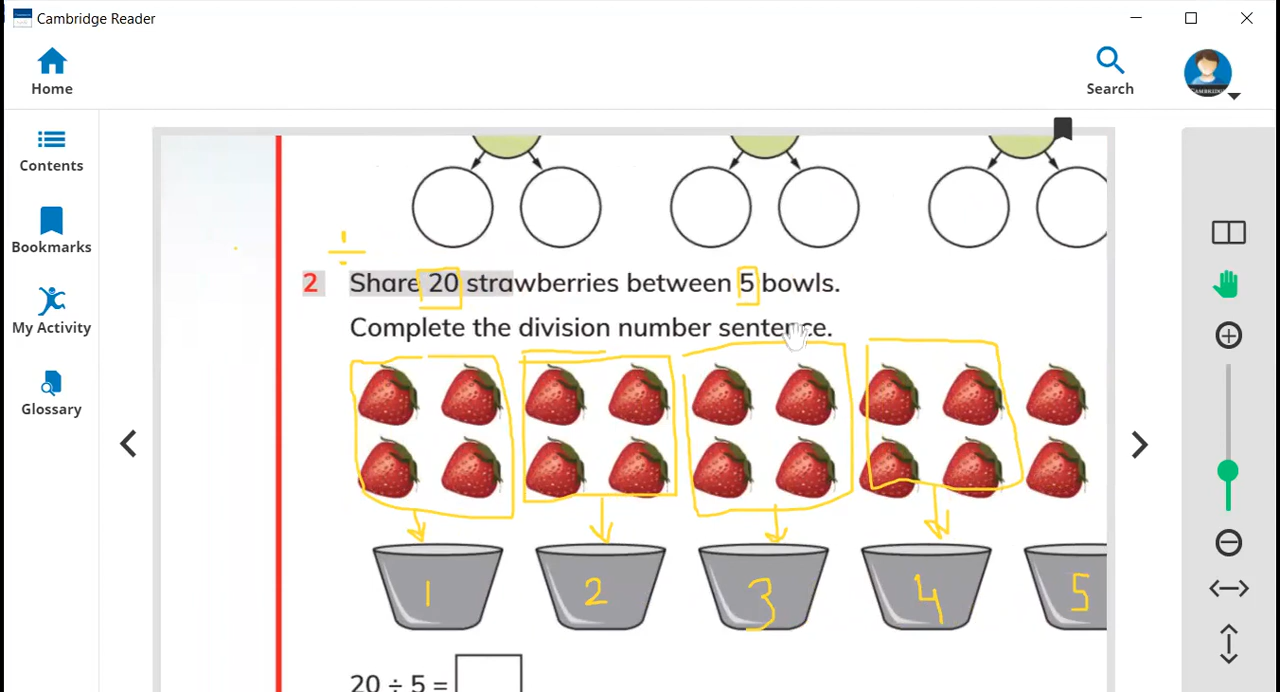 Cambridge Reader
Home
Search
Contents
Bookmarks
My Activity
Glossary
÷
2 Share 20 strawberries between 5 bowls.
Complete the division number sentence.
1 2 3 4 5
20 ÷ 5 =